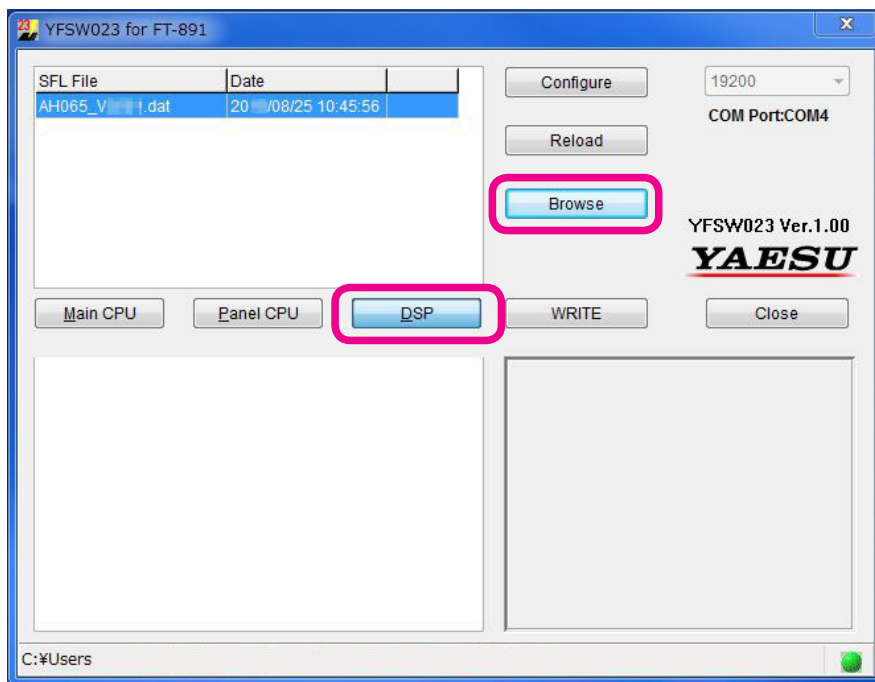 23
YFSW023 for FT-891
X
SFL File Date
AH065_V .dat 20 /08/25 10:45:56
Configure
19200
COM Port:COM4
Reload
Browse
YFSW023 Ver.1.00
YAESU
Main CPU Panel CPU DSP WRITE Close
C:¥Users